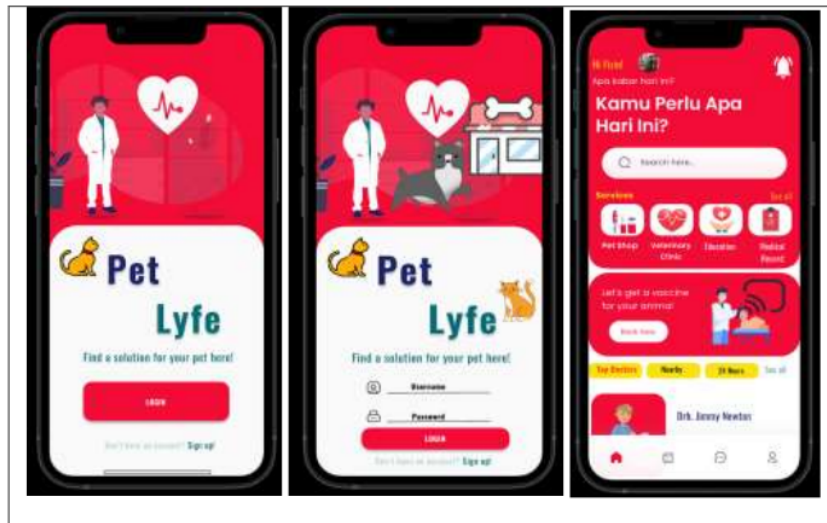 Pet
Lyfe
Find a solution for your pet here!
LOGIN
Don't have an account? Sign up!
Pet
Lyfe
Find a solution for your pet here!
Username
Password
LOGIN
Don't have an account? Sign up!
Apa kabar hari ini?
Kamu Perlu Apa
Hari Ini?
Search here..
Services
See all
Pet Shop
Veterinary
Clinic
Education
Medical
Record
Let's get a vaccine
for your animal
Book Now
Top Doctors
Nearby
24 Hours
See all
Drh. Jimmy Newton